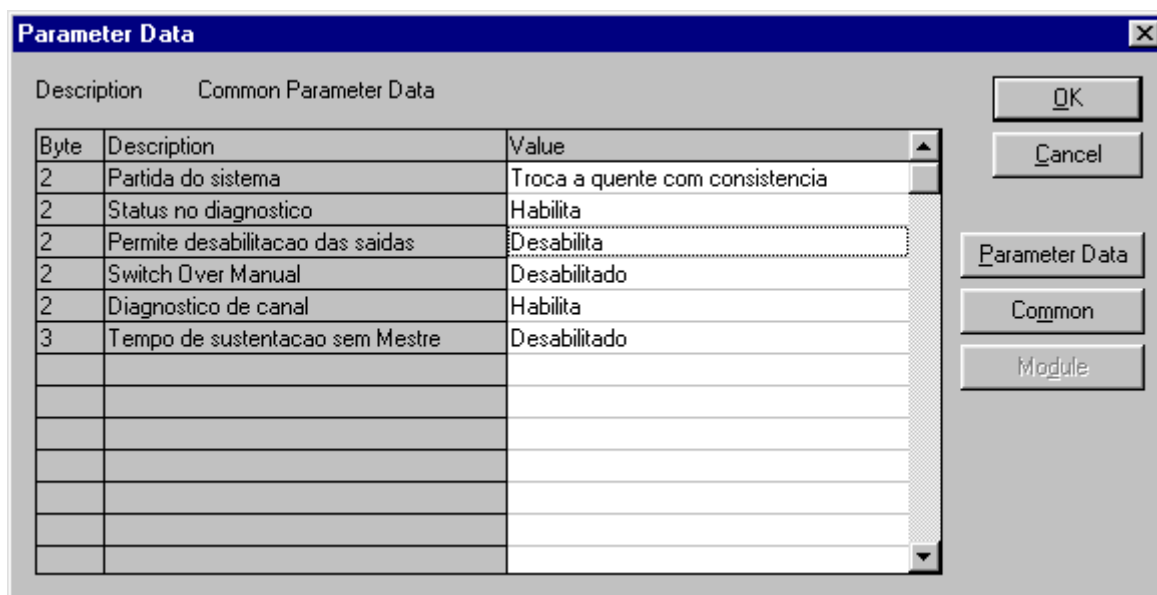 Parameter Data
Description Common Parameter Data
OK
Cancel
Byte Description Value
2 Partida do sistema Troca a quente com consistencia
2 Status no diagnostico Habilita
2 Permite desabilitacao das saidas Desabilita
2 Switch Over Manual Desabilitado
2 Diagnostico de canal Habilita
3 Tempo de sustentacao sem Mestre Desabilitado
Parameter Data
Common
Module